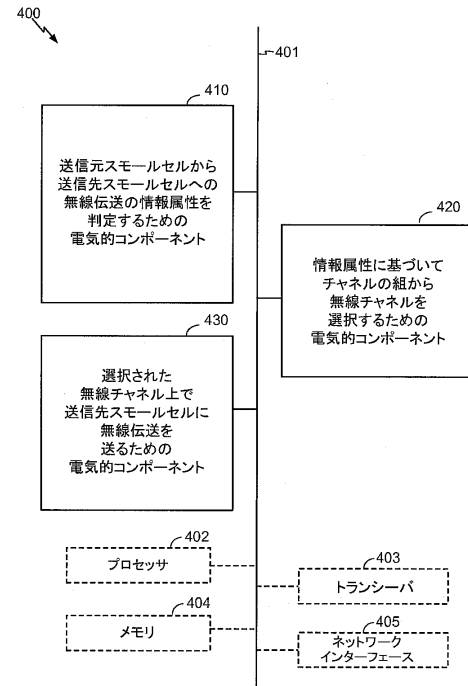 400
401
410
送信元スモールセルから
送信先スモールセルへの
無線伝送の情報属性を
判定するための
電気的コンポーネント
420
情報属性に基づいて
チャネルの組から
無線チャネルを
選択するための
電気的コンポーネント
430
選択された
無線チャンネル上で
送信先スモールセルに
無線伝送を
送るための
電気的コンポーネント
402
プロセッサ
403
トランシーバ
404
メモリ
405
ネットワーク
インターフェース